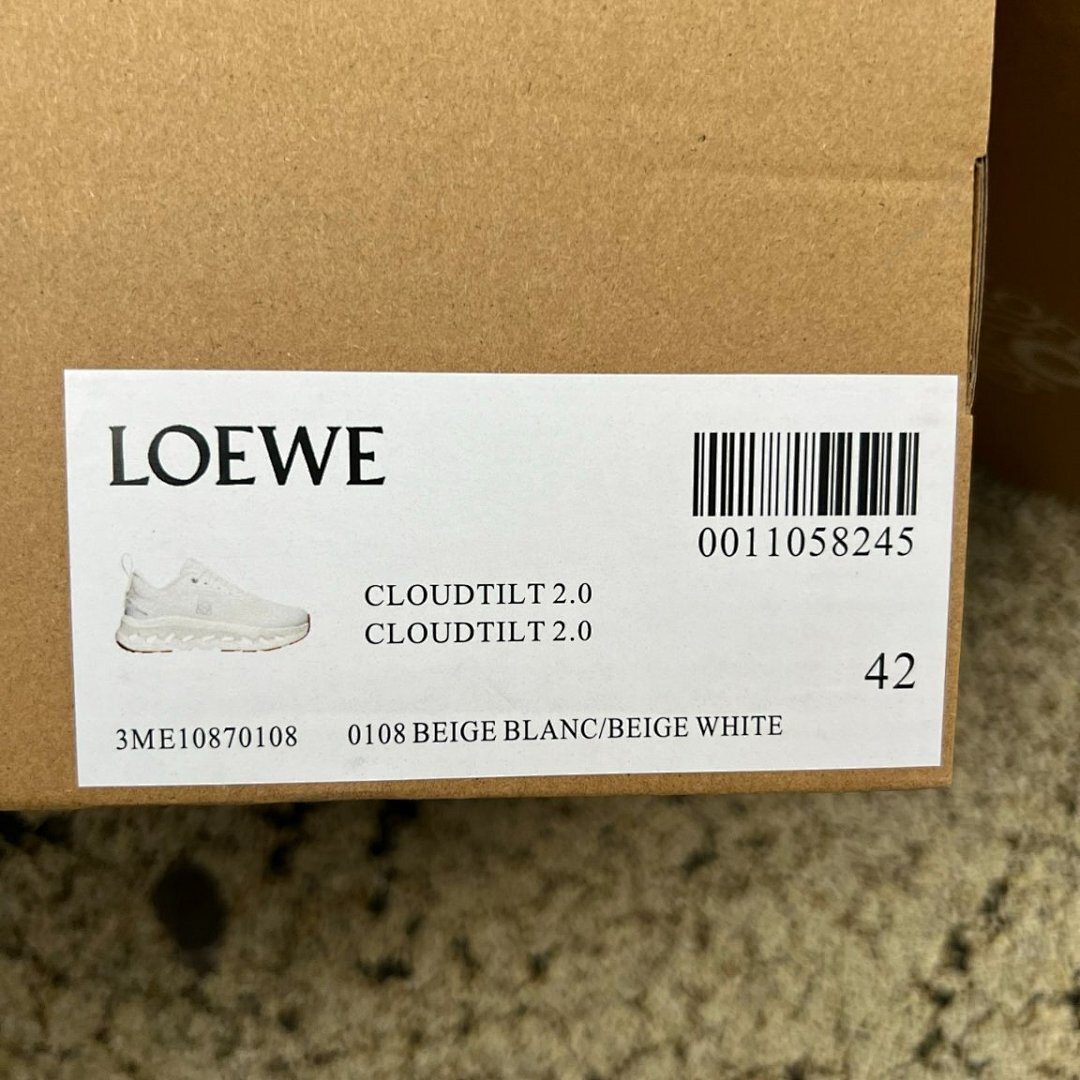 LOEWE
0011058245
CLOUDTILT 2.0
CLOUDTILT 2.0
42
3ME10870108 0108 BEIGE BLANC/BEIGE WHITE